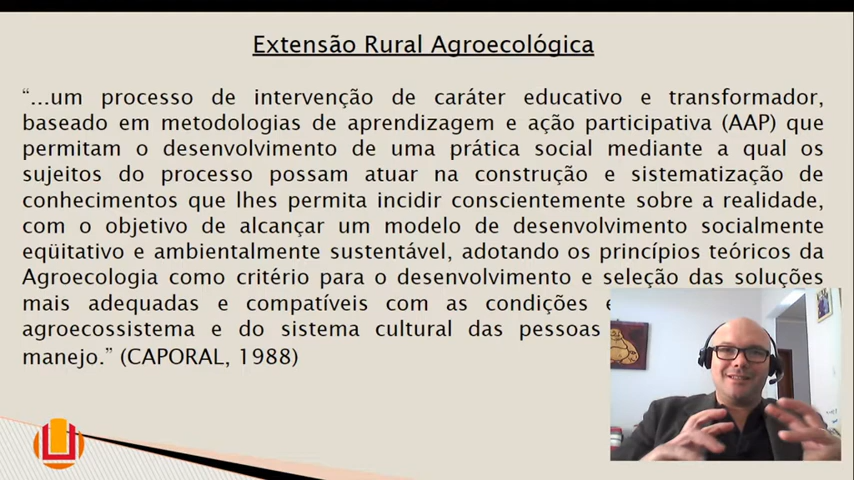 Extensão Rural Agroecológica
“...um processo de intervenção de caráter educativo e transformador,
baseado em metodologias de aprendizagem e ação participativa (AAP) que
permitam o desenvolvimento de uma prática social mediante a qual os
sujeitos do processo possam atuar na construção e sistematização de
conhecimentos que lhes permita incidir conscientemente sobre a realidade,
com o objetivo de alcançar um modelo de desenvolvimento socialmente
eqüitativo e ambientalmente sustentável, adotando os princípios teóricos da
Agroecologia como critério para o desenvolvimento e seleção das soluções
mais adequadas e compatíveis com as condições
agroecossistema e do sistema cultural das pessoas
manejo.” (CAPORAL, 1988)